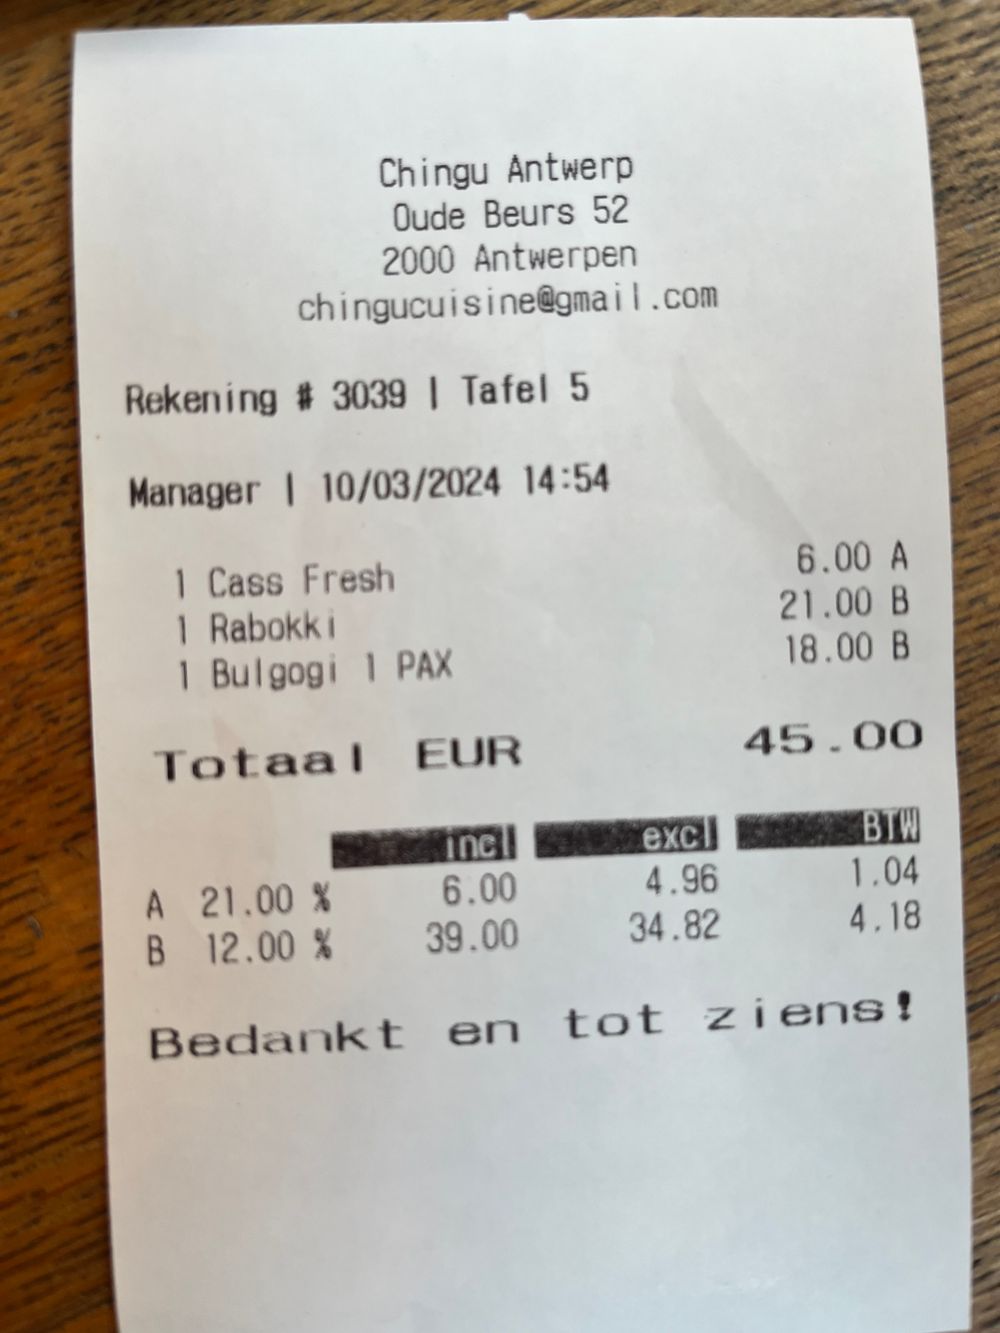 Chingu Antwerp
Oude Beurs 52
2000 Antwerpen
chingucuisine@gmail.com
Rekening # 3039 | Tafel 5
Manager | 10/03/2024 14:54
1 Cass Fresh 6.00 A
1 Rabokki 21.00 B
1 Bulgogi 1 PAX 18.00 B
Totaal EUR 45.00
incl excl BTW
A 21.00 % 6.00 4.96 1.04
B 12.00 % 39.00 34.82 4.18
Bedankt en tot ziens!